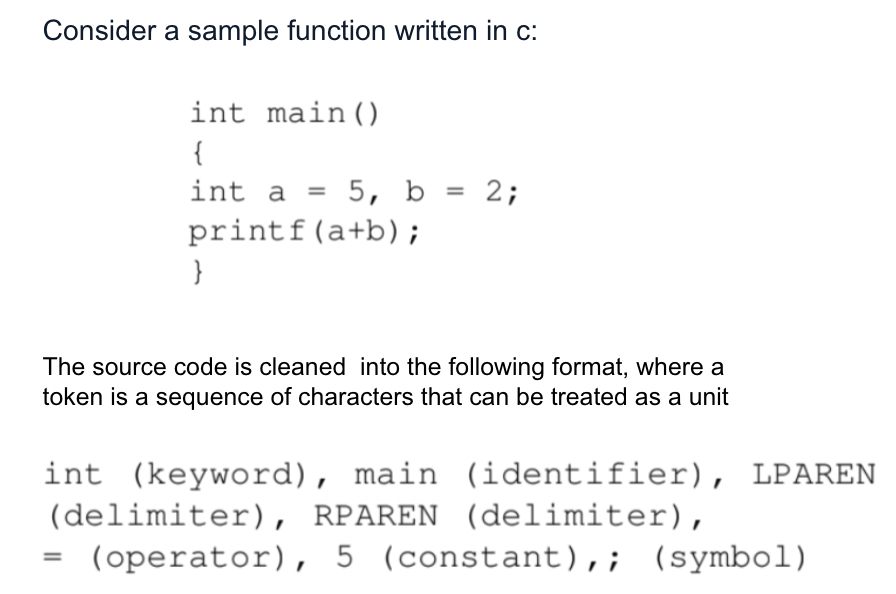 Consider a sample function written in c:
int main()
{
int a = 5, b = 2;
printf(a+b);
}
The source code is cleaned into the following format, where a
token is a sequence of characters that can be treated as a unit
int (keyword), main (identifier), LPAREN
(delimiter), RPAREN (delimiter),
= (operator), 5 (constant),; (symbol)